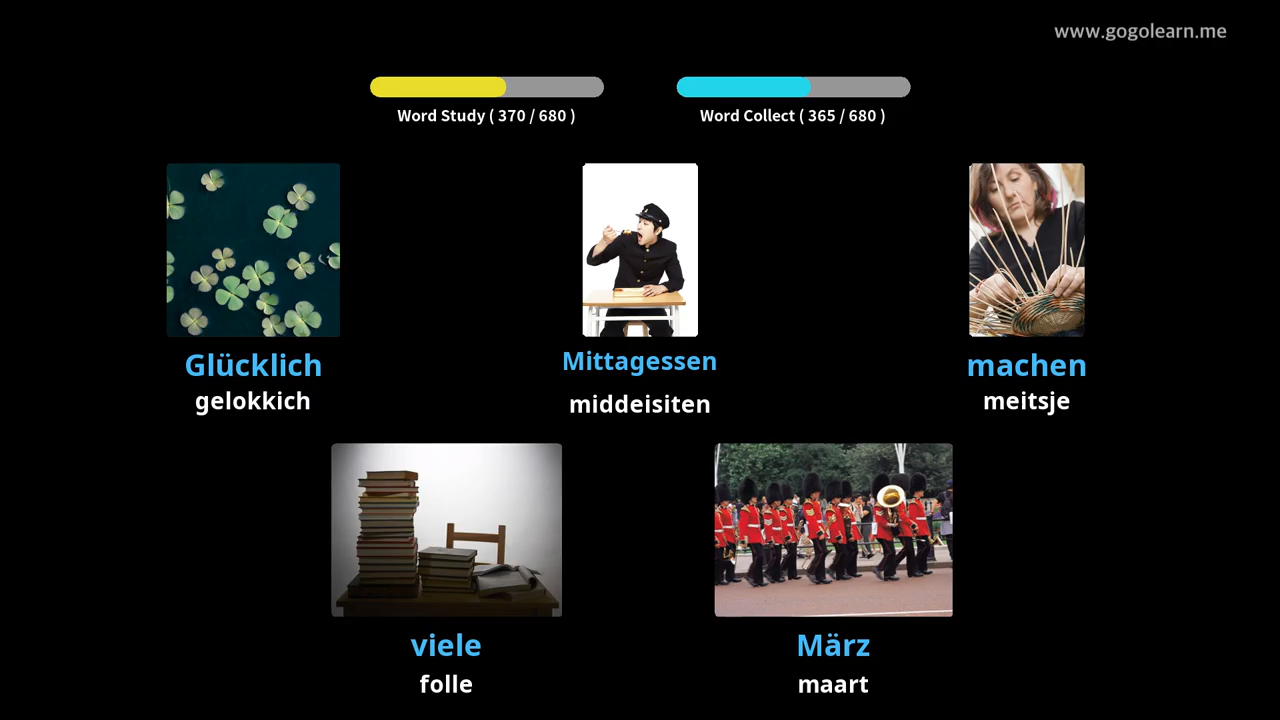 www.gogolearn.me
Word Study ( 370 / 680 )
Word Collect ( 365 / 680 )
Glücklich
gelokkich
Mittagessen
middeisiten
machen
meitsje
viele
folle
März
maart